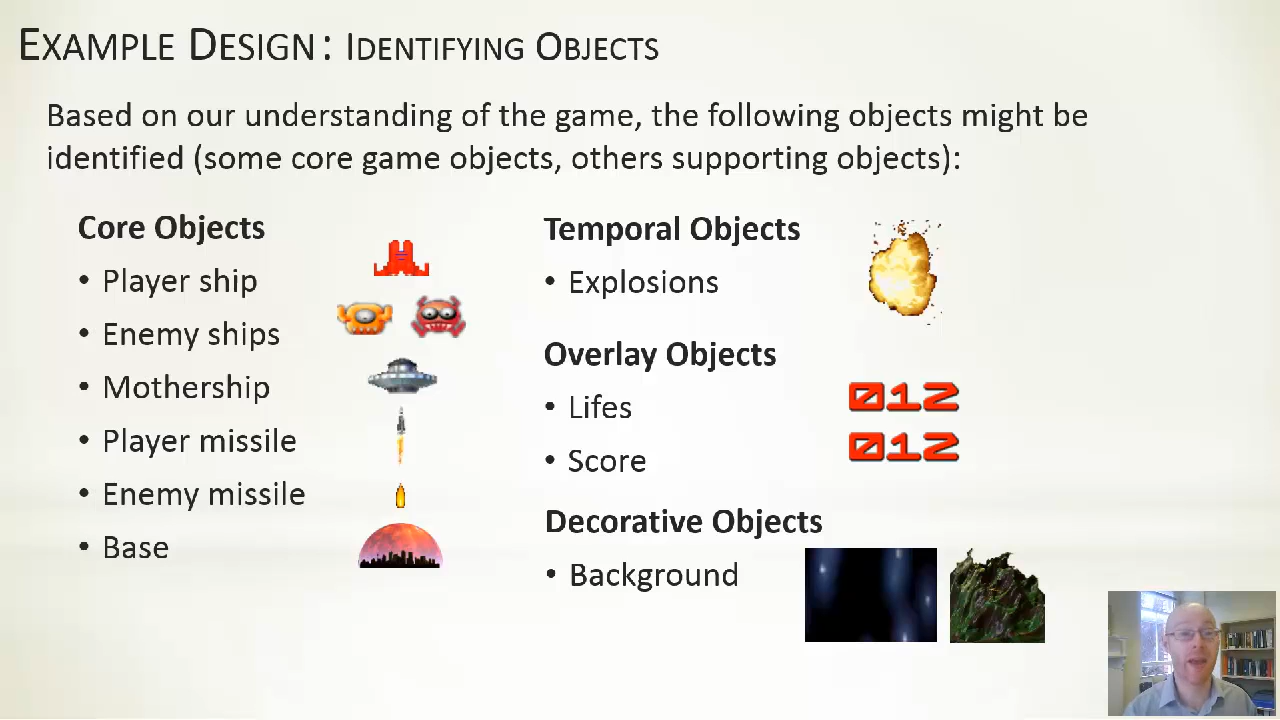 Example Design: Identifying Objects
Based on our understanding of the game, the following objects might be
identified (some core game objects, others supporting objects):
Core Objects
• Player ship
• Enemy ships
• Mothership
• Player missile
• Enemy missile
• Base
Temporal Objects
• Explosions
Overlay Objects
• Lifes
012
• Score
012
Decorative Objects
• Background